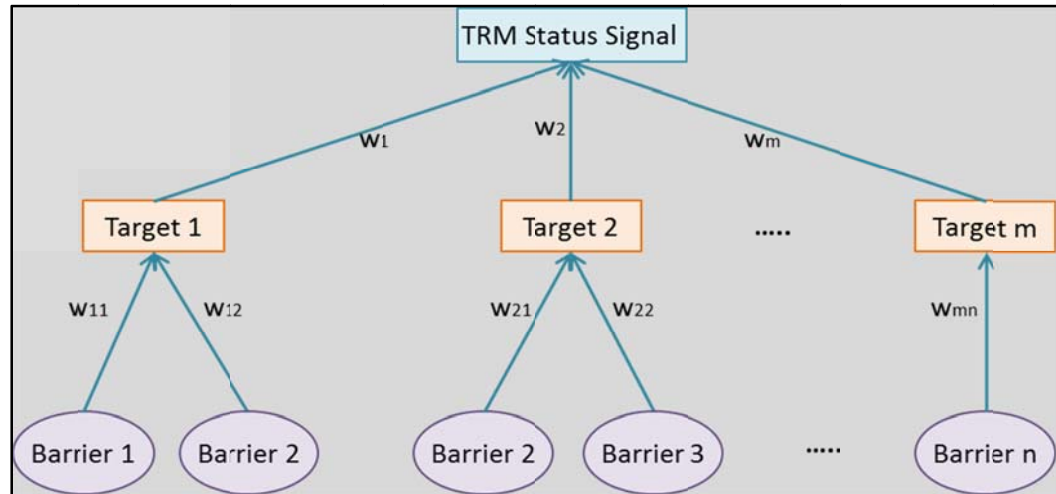 TRM Status Signal
w1
w2
wm
Target 1
Target 2
.....
Target m
w11
w12
w21
w22
wmn
Barrier 1
Barrier 2
Barrier 2
Barrier 3
.....
Barrier n